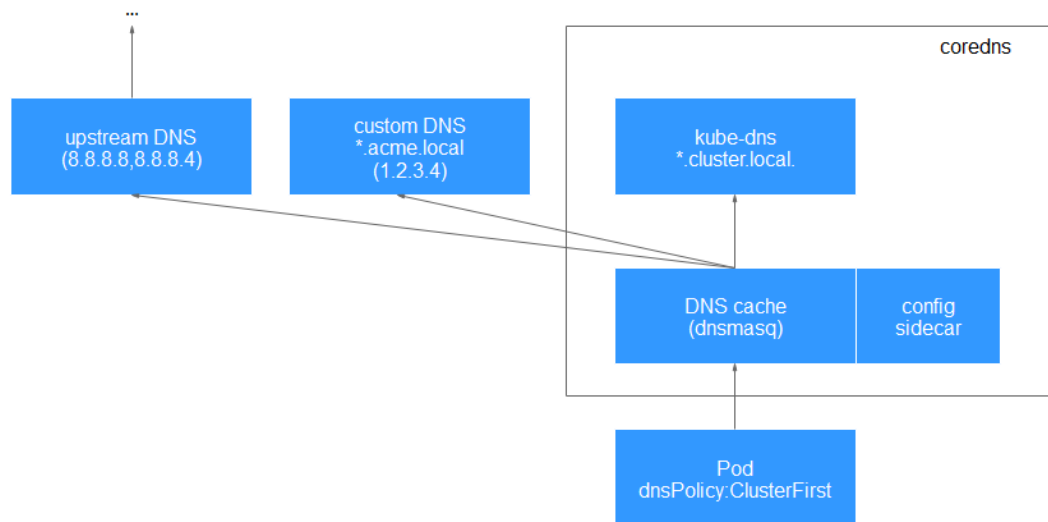 ...
coredns
upstream DNS
(8.8.8.8,8.8.8.4)
custom DNS
*.acme.local
(1.2.3.4)
kube-dns
*.cluster.local.
DNS cache
(dnsmasq)
config
sidecar
Pod
dnsPolicy:ClusterFirst